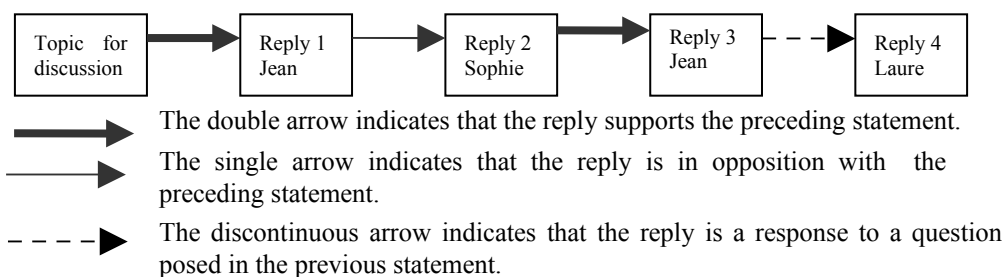 Topic for
discussion
Reply 1
Jean
Reply 2
Sophie
Reply 3
Jean
Reply 4
Laure
The double arrow indicates that the reply supports the preceding statement.
The single arrow indicates that the reply is in opposition with the
preceding statement.
The discontinuous arrow indicates that the reply is a response to a question
posed in the previous statement.